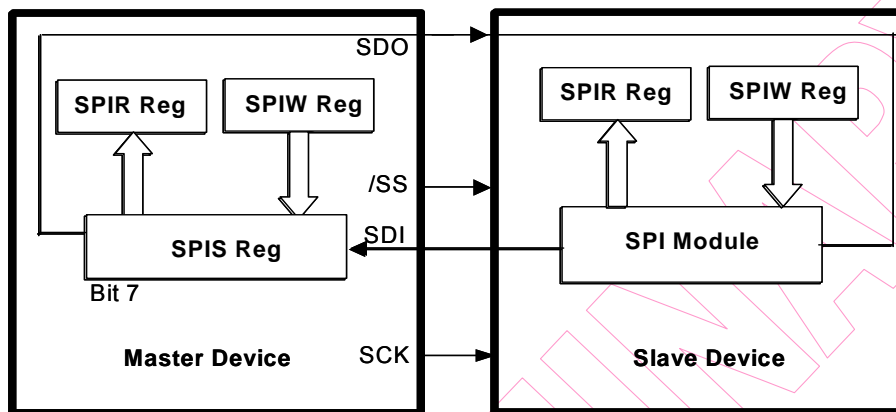 SDO
SPIR Reg
SPIW Reg
SPIR Reg
SPIW Reg
/SS
SDI
SPIS Reg
SPI Module
Bit 7
Master Device
SCK
Slave Device